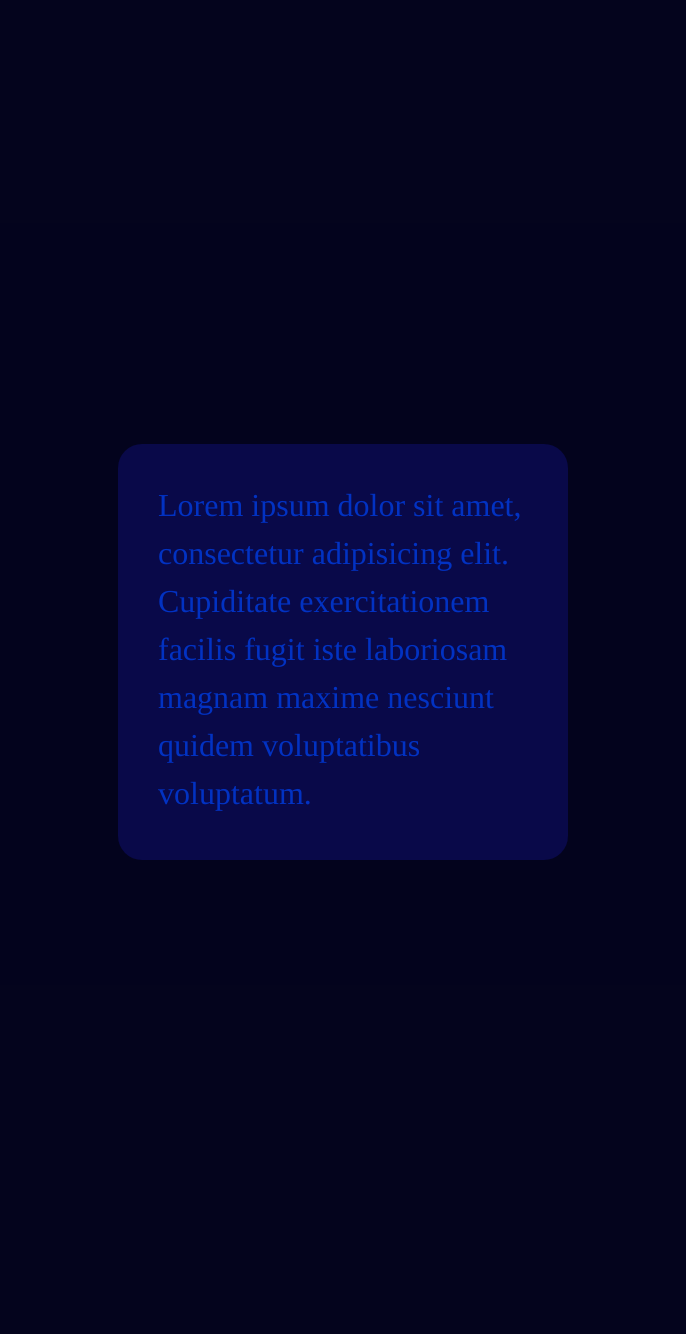 Lorem ipsum dolor sit amet,
consectetur adipisicing elit.
Cupiditate exercitationem
facilis fugit iste laboriosam
magnam maxime nesciunt
quidem voluptatibus
voluptatum.